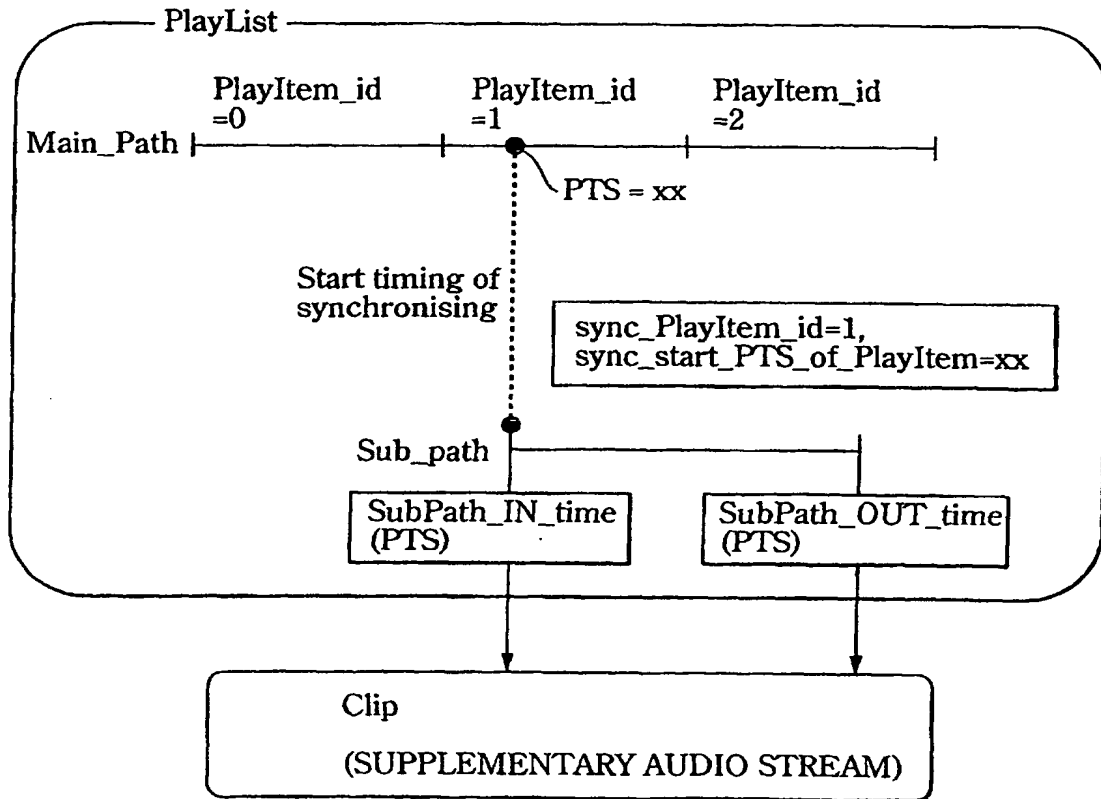 PlayList
PlayItem_id
=0
PlayItem_id
=1
PlayItem_id
=2
Main_Path
PTS = xx
Start timing of
synchronising
sync_PlayItem_id=1,
sync_start_PTS_of_PlayItem=xx
Sub_path
SubPath_IN_time
(PTS)
SubPath_OUT_time
(PTS)
Clip
(SUPPLEMENTARY AUDIO STREAM)